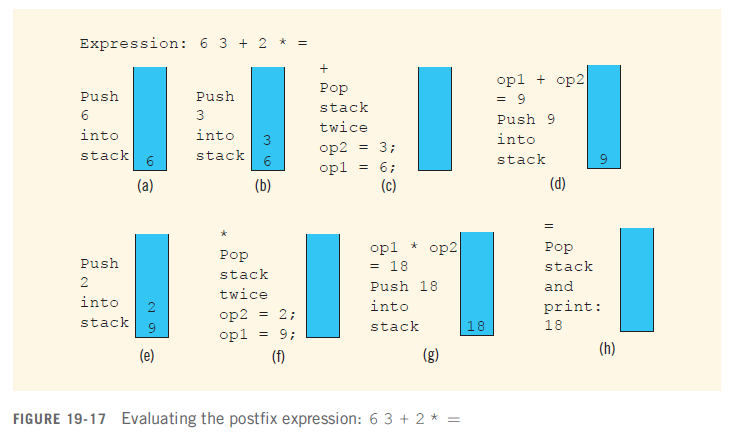 Expression: 6 3 + 2 * =
Push
6
into
stack
6
(a)
Push
3
into
stack
3
6
(b)
+
Pop
stack
twice
op2 = 3;
op1 = 6;
(c)
op1 + op2
= 9
Push 9
into
stack
9
(d)
Push
2
into
stack
2
9
(e)
*
Pop
stack
twice
op2 = 2;
op1 = 9;
(f)
op1 * op2
= 18
Push 18
into
stack
18
(g)
=
Pop
stack
and
print:
18
(h)
FIGURE 19-17 Evaluating the postfix expression: 6 3 + 2 * =